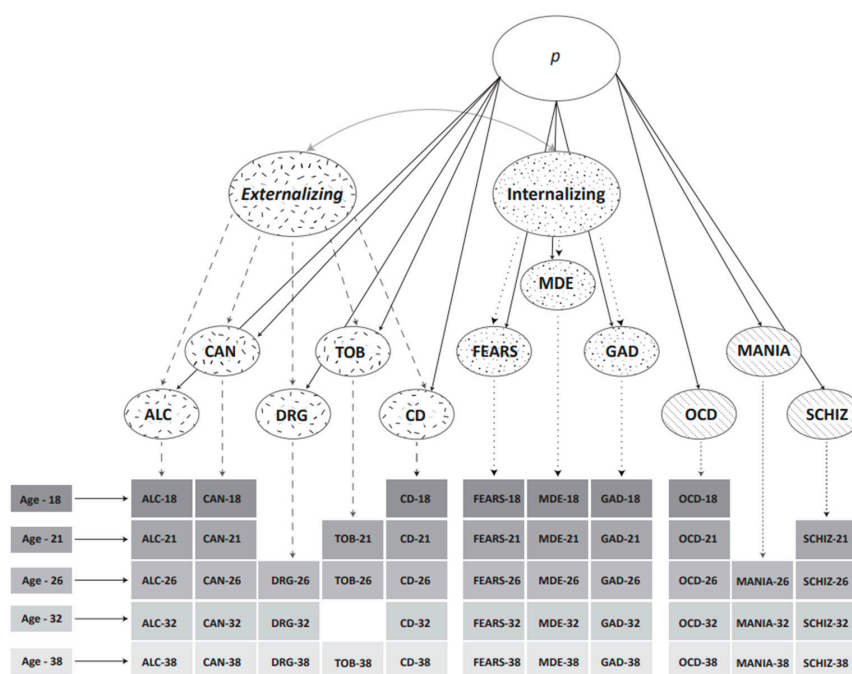 p
Externalizing Internalizing
MDE
CAN TOB FEARS GAD MANIA
ALC DRG CD OCD SCHIZ
Age - 18 ALC-18 CAN-18 CD-18 FEARS-18 MDE-18 GAD-18 OCD-18
Age - 21 ALC-21 CAN-21 TOB-21 CD-21 FEARS-21 MDE-21 GAD-21 OCD-21 SCHIZ-21
Age - 26 ALC-26 CAN-26 DRG-26 TOB-26 CD-26 FEARS-26 MDE-26 GAD-26 OCD-26 MANIA-26 SCHIZ-26
Age - 32 ALC-32 CAN-32 DRG-32 CD-32 FEARS-32 MDE-32 GAD-32 OCD-32 MANIA-32 SCHIZ-32
Age - 38 ALC-38 CAN-38 DRG-38 TOB-38 CD-38 FEARS-38 MDE-38 GAD-38 OCD-38 MANIA-38 SCHIZ-38